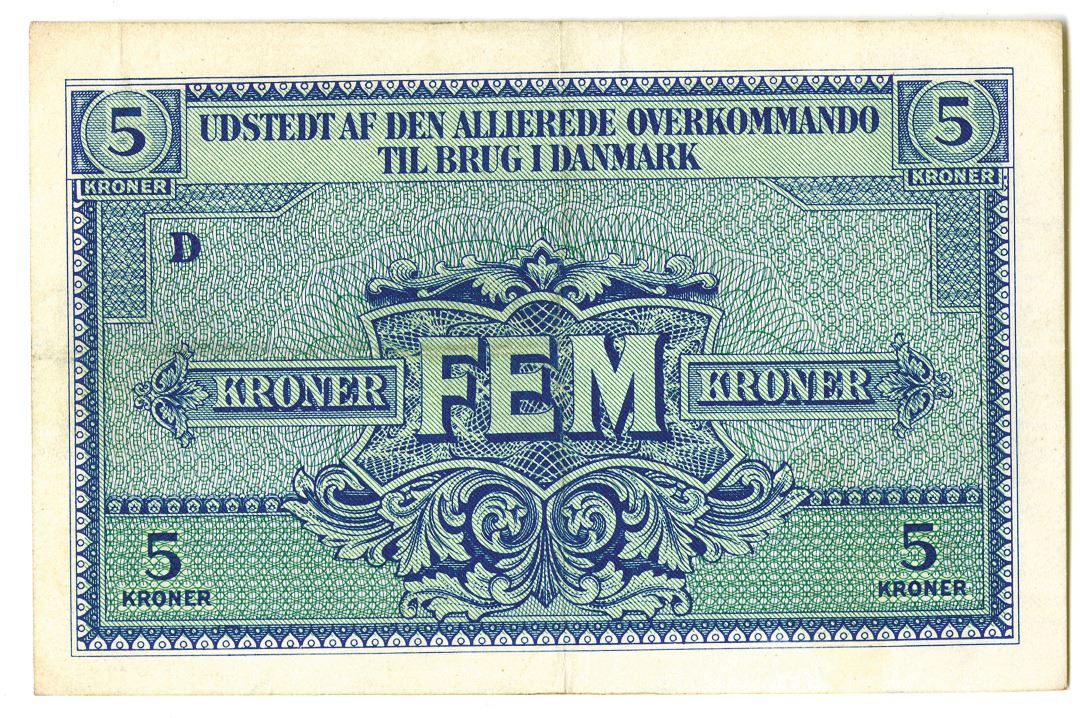 5
KRONER
UDSTEDT AF DEN ALLIEREDE OVERKOMMANDO
TIL BRUG I DANMARK
5
KRONER
D
KRONER
FEM
KRONER
5
KRONER
5
KRONER